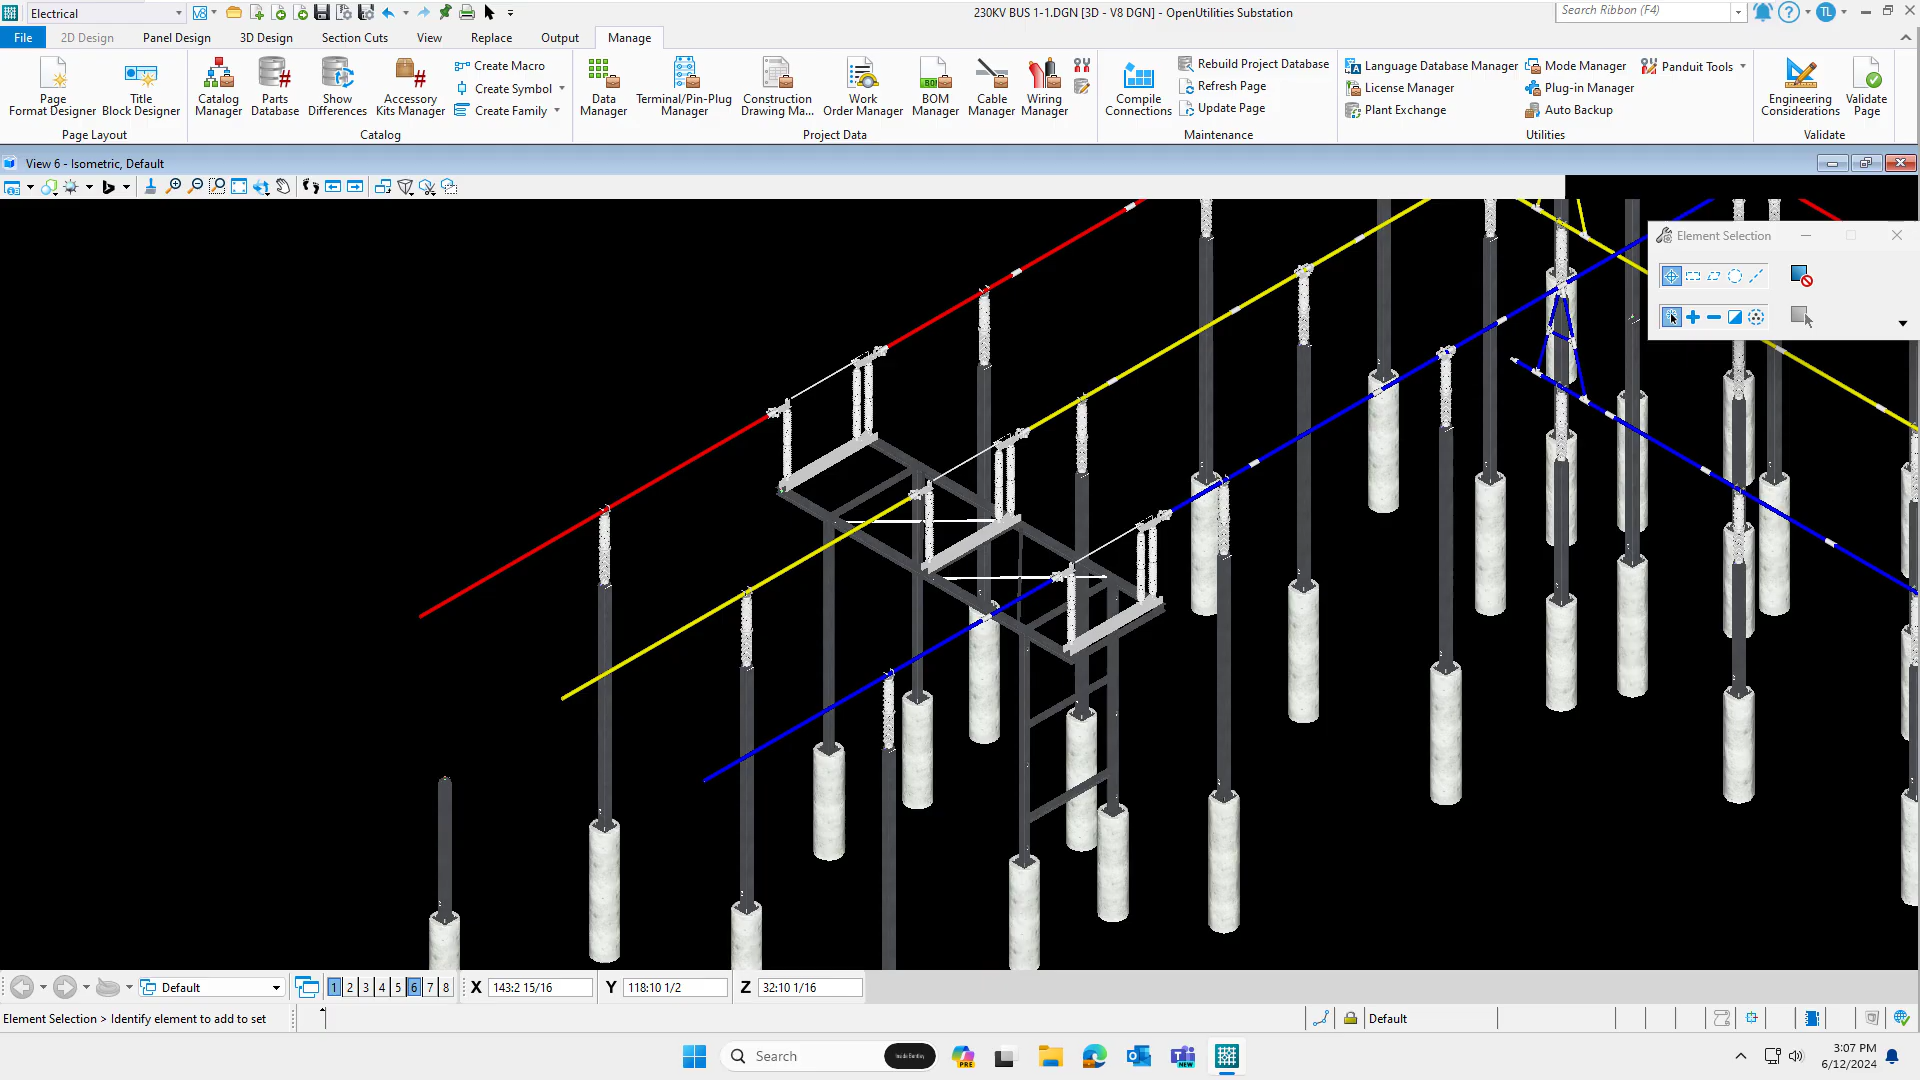 Electrical
230KV BUS 1-1.DGN [3D - V8 DGN] - OpenUtilities Substation
Search Ribbon (F4)
TL
File
2D Design
Panel Design
3D Design
Section Cuts
View
Replace
Output
Manage
Page Format Designer
Title Block Designer
Page Layout
Catalog Manager
Parts Database
Show Differences
Accessory Kits Manager
Create Macro
Create Symbol
Create Family
Catalog
Data Manager
Terminal/Pin-Plug Manager
Construction Drawing Ma...
Work Order Manager
BOM Manager
Cable Manager
Wiring Manager
Project Data
Compile Connections
Rebuild Project Database
Refresh Page
Update Page
Maintenance
Language Database Manager
License Manager
Plant Exchange
Mode Manager
Plug-in Manager
Auto Backup
Panduit Tools
Utilities
Engineering Considerations
Validate Page
Validate
View 6 - Isometric, Default
Element Selection
Default
1 2 3 4 5 6 7 8
X 143:2 15/16
Y 118:10 1/2
Z 32:10 1/16
Element Selection > Identify element to add to set
Default
Search
3:07 PM
6/12/2024